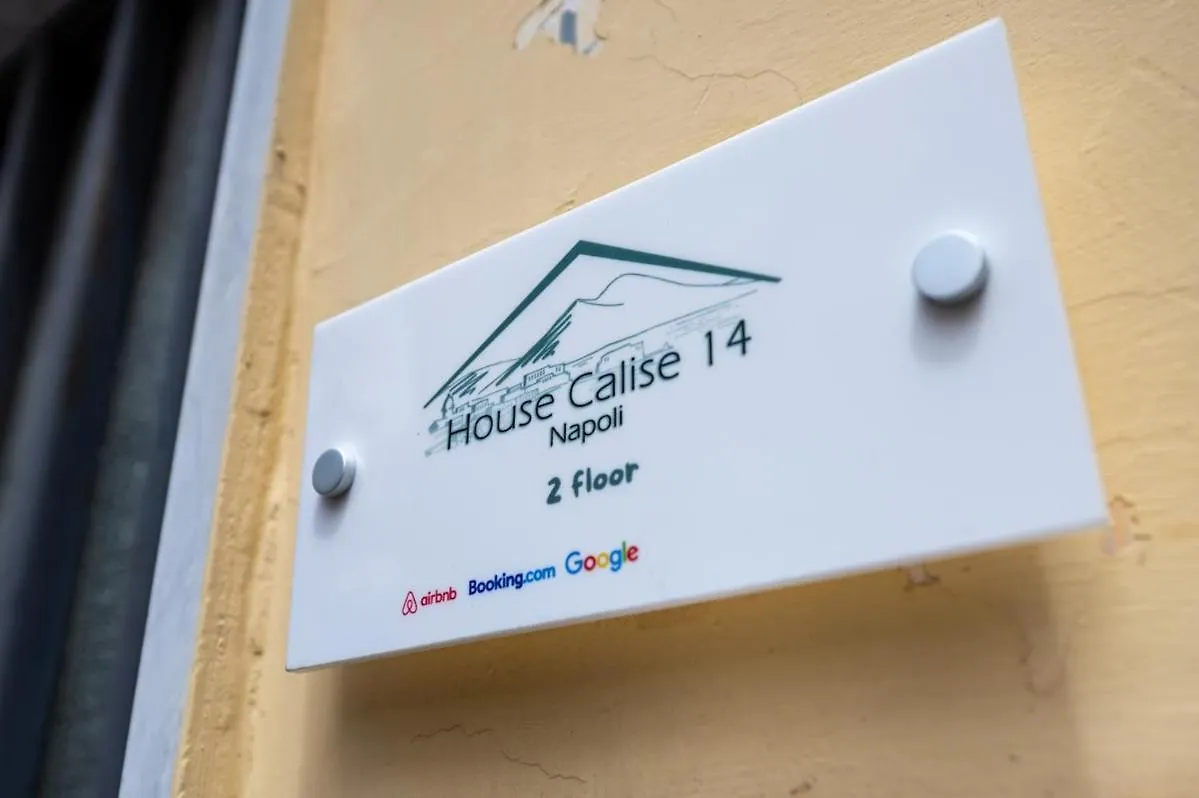 House Calise 14
Napoli
2 floor
airbnb Booking.com Google